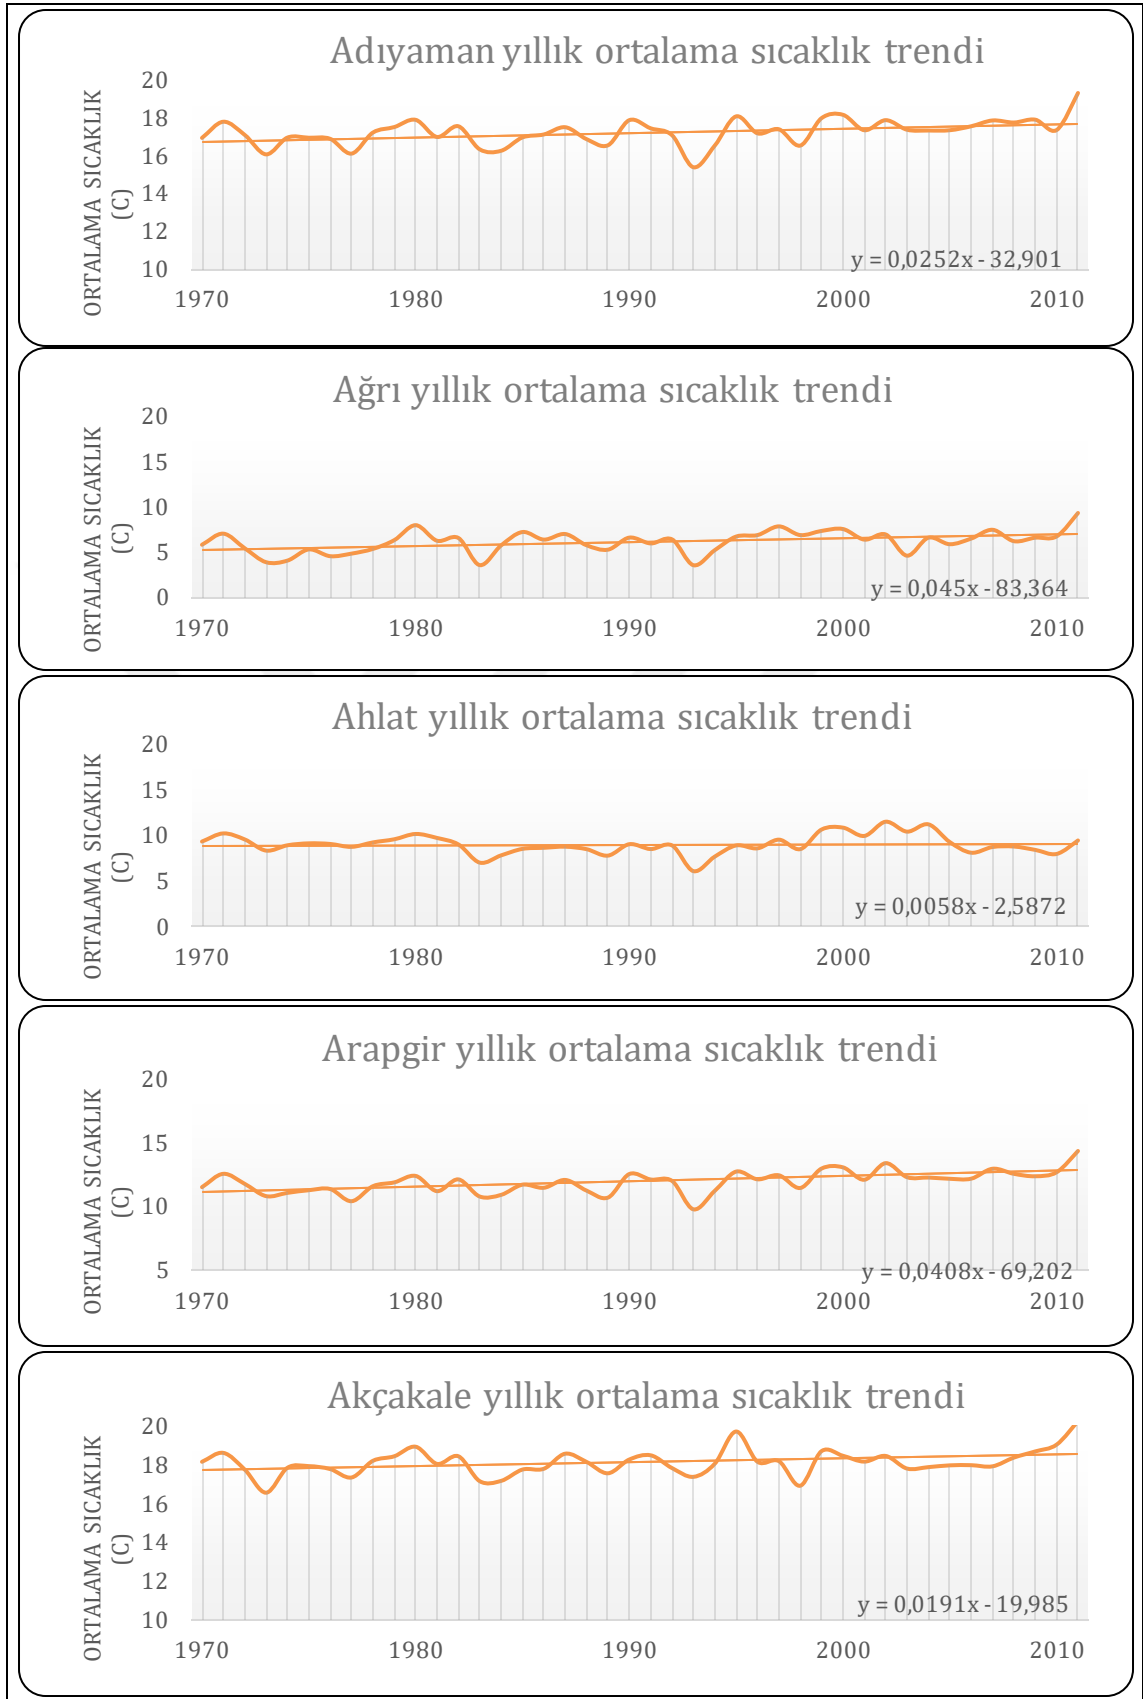 Adıyaman yıllık ortalama sıcaklık trendi
ORTALAMA SICAKLIK
(C)
20
18
16
14
12
10
y = 0,0252x - 32,901
1970 1980 1990 2000 2010
Ağrı yıllık ortalama sıcaklık trendi
ORTALAMA SICAKLIK
(C)
20
15
10
5
0
y = 0,045x - 83,364
1970 1980 1990 2000 2010
Ahlat yıllık ortalama sıcaklık trendi
ORTALAMA SICAKLIK
(C)
20
15
10
5
0
y = 0,0058x - 2,5872
1970 1980 1990 2000 2010
Arapgir yıllık ortalama sıcaklık trendi
ORTALAMA SICAKLIK
(C)
20
15
10
5
y = 0,0408x - 69,202
1970 1980 1990 2000 2010
Akçakale yıllık ortalama sıcaklık trendi
ORTALAMA SICAKLIK
(C)
20
18
16
14
12
10
y = 0,0191x - 19,985
1970 1980 1990 2000 2010